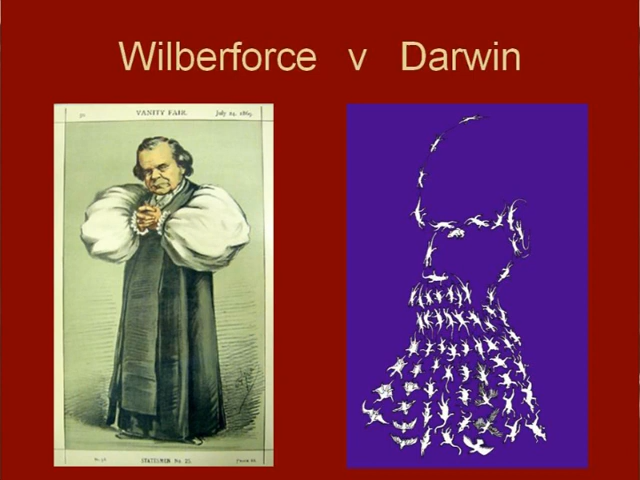 Wilberforce v Darwin
VANITY FAIR.
July 24, 1869.
STATESMEN No. 25.